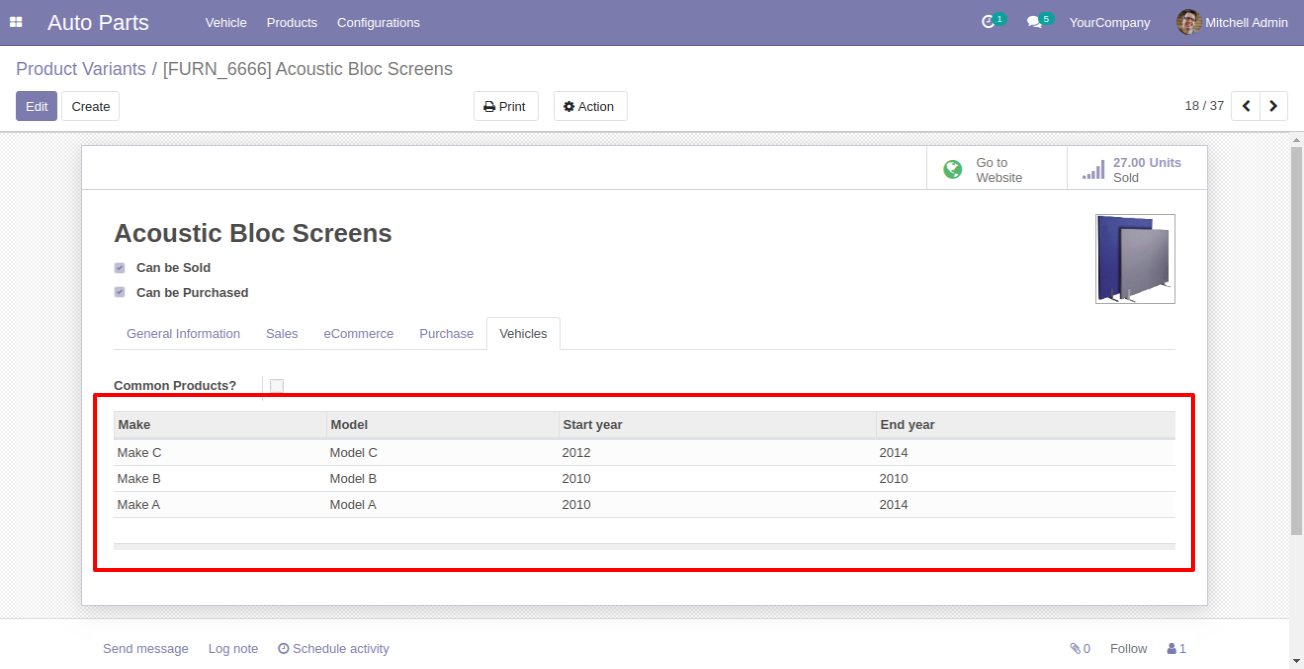 Auto Parts Vehicle Products Configurations 1 5 YourCompany Mitchell Admin
Product Variants / [FURN_6666] Acoustic Bloc Screens
Edit Create Print Action 18 / 37
Go to Website 27.00 Units Sold
Acoustic Bloc Screens
Can be Sold
Can be Purchased
General Information Sales eCommerce Purchase Vehicles
Common Products?
Make Model Start year End year
Make C Model C 2012 2014
Make B Model B 2010 2010
Make A Model A 2010 2014
Send message Log note Schedule activity 0 Follow 1